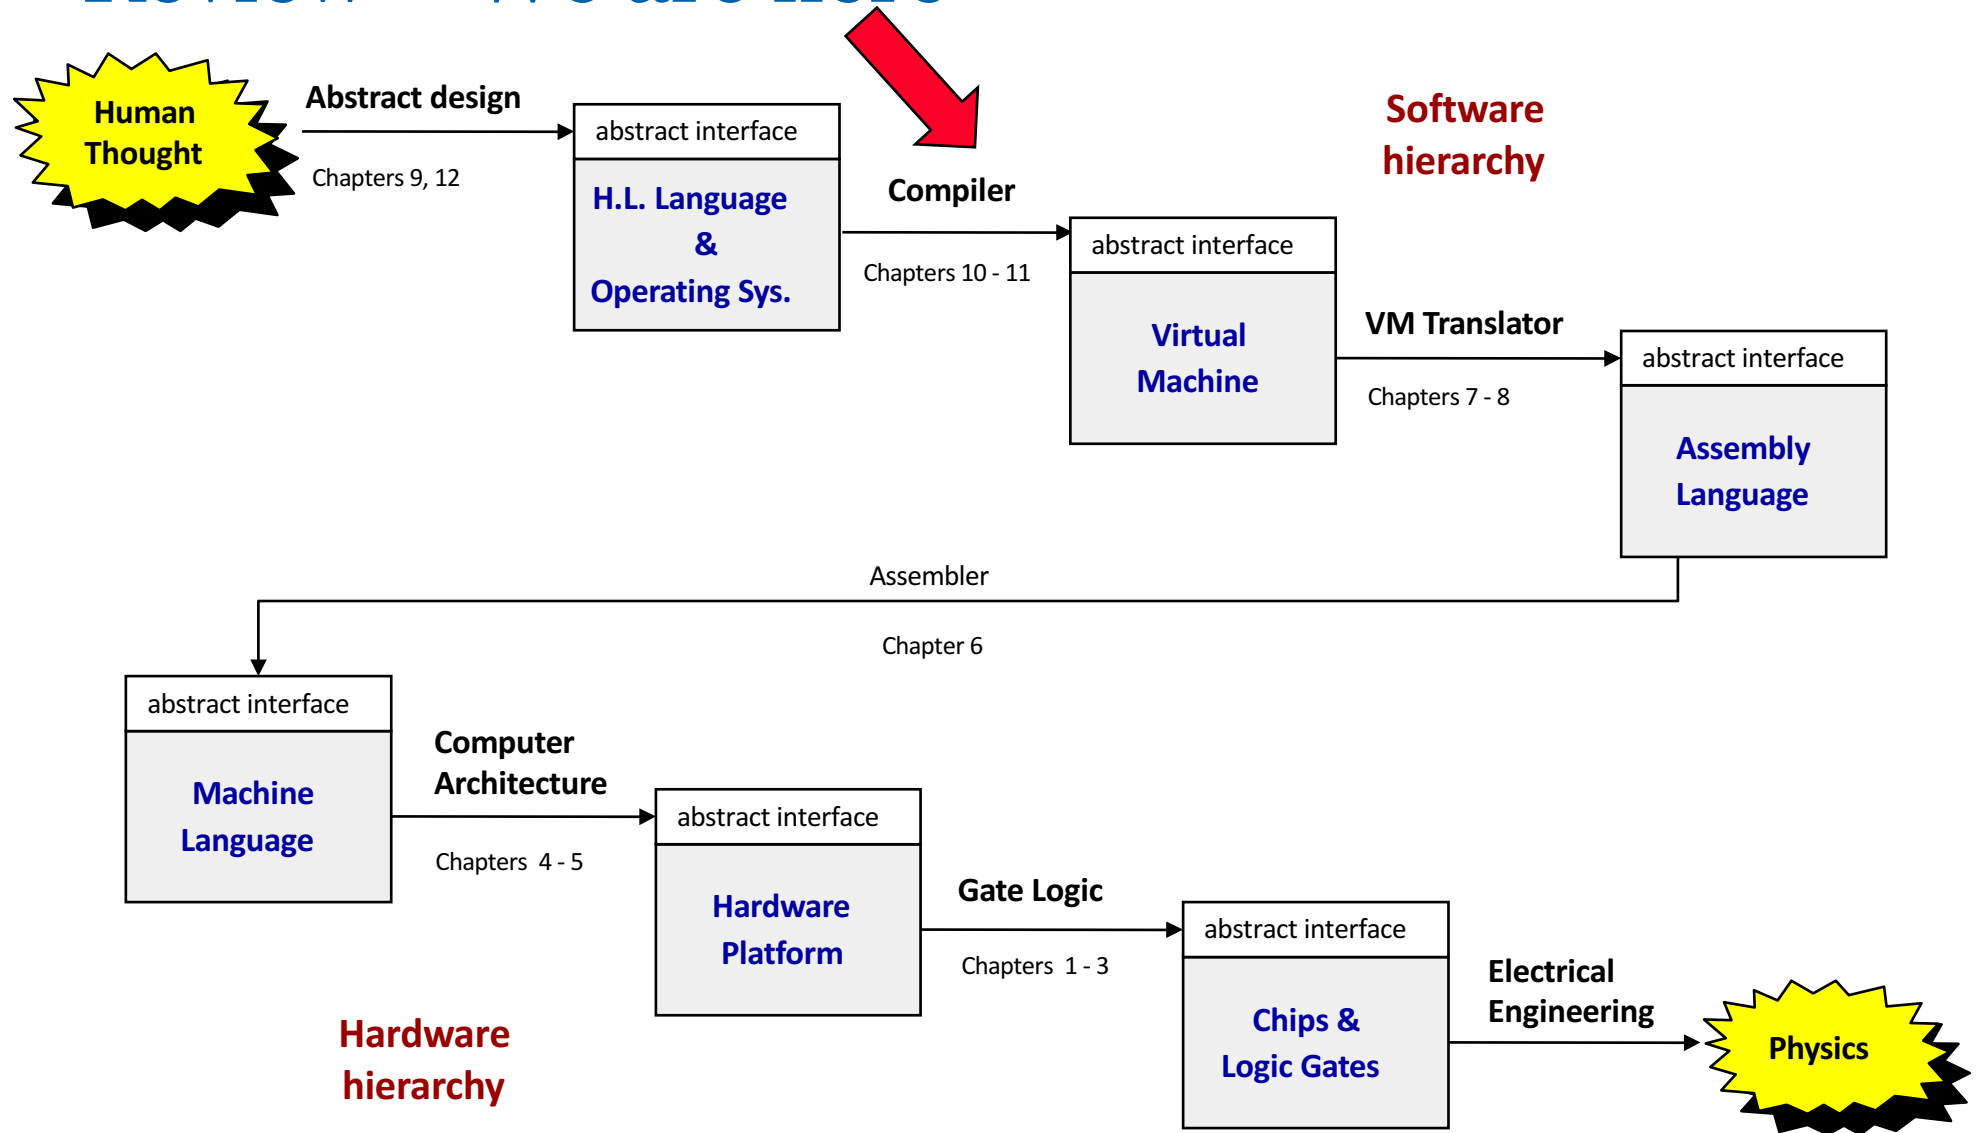 Human
Thought
Abstract design
Chapters 9, 12
abstract interface
H.L. Language
&
Operating Sys.
Compiler
Chapters 10 - 11
Software
hierarchy
abstract interface
Virtual
Machine
VM Translator
Chapters 7 - 8
abstract interface
Assembly
Language
Assembler
Chapter 6
abstract interface
Machine
Language
Computer
Architecture
Chapters 4 - 5
abstract interface
Hardware
Platform
Gate Logic
Chapters 1 - 3
abstract interface
Chips &
Logic Gates
Electrical
Engineering
Physics
Hardware
hierarchy